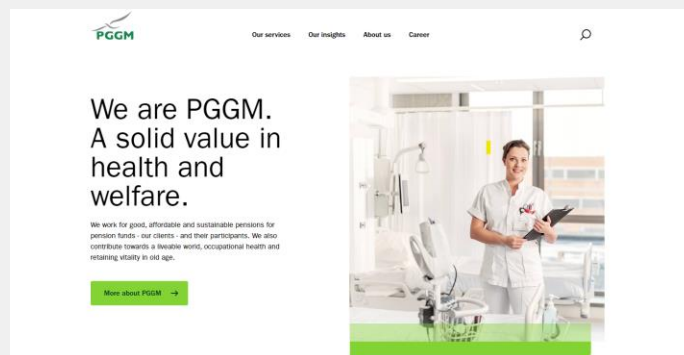 PGGM
Our services
Our insights
About us
Career
We are PGGM.
A solid value in
health and
welfare.
We work for good, affordable and sustainable pensions for
pension funds - our clients - and their participants. We also
contribute towards a liveable world, occupational health and
retaining vitality in old age.
More about PGGM →